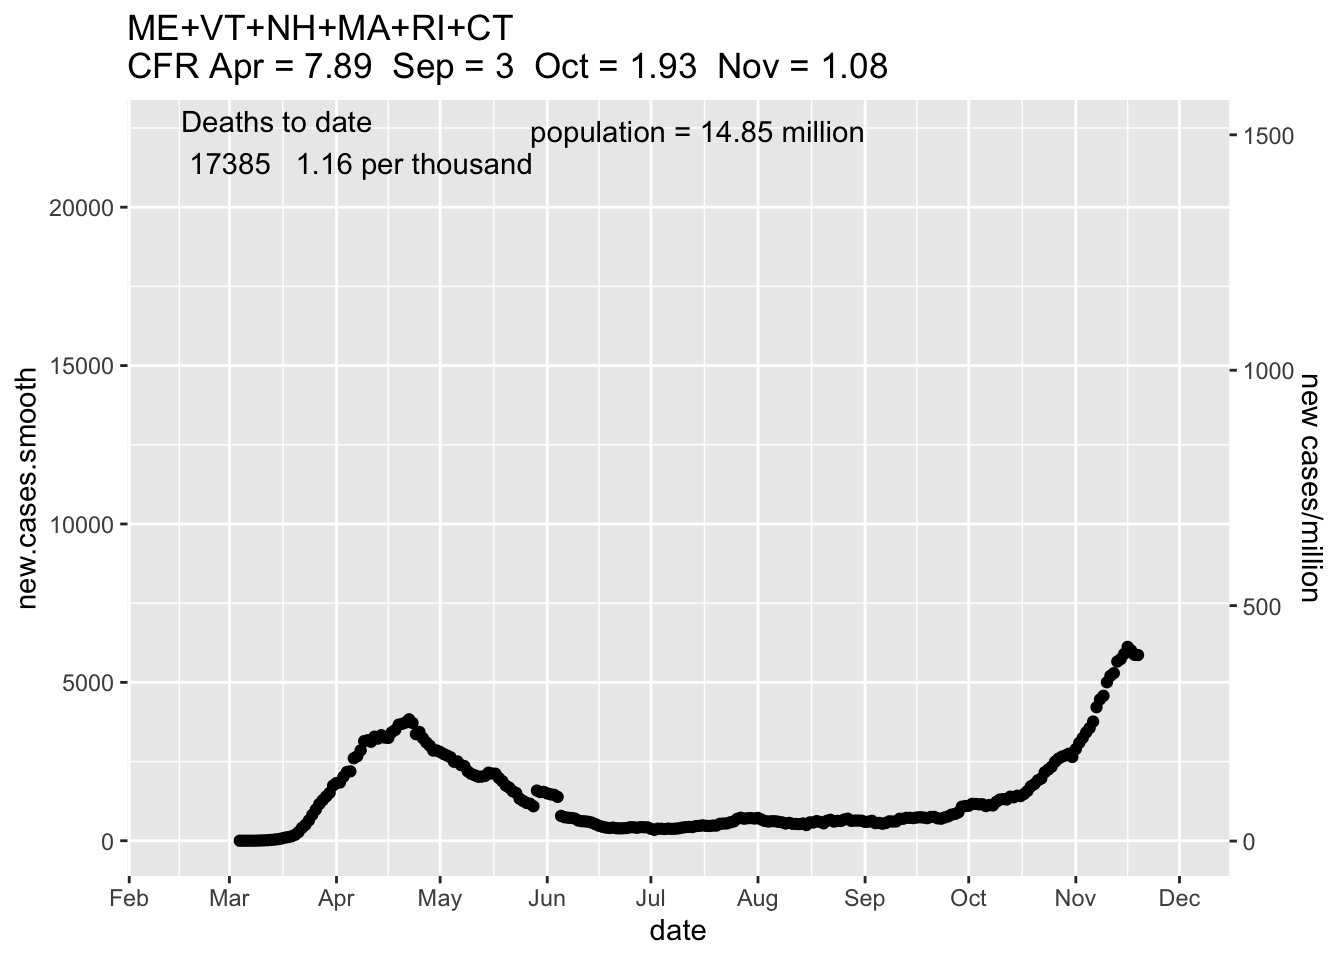 ME+VT+NH+MA+RI+CT
CFR Apr = 7.89 Sep = 3 Oct = 1.93 Nov = 1.08
Deaths to date
population = 14.85 million
17385 1.16 per thousand
20000
15000
10000
5000
0
new.cases.smooth
1500
1000
500
0
new cases/million
Feb Mar Apr May Jun Jul Aug Sep Oct Nov Dec
date